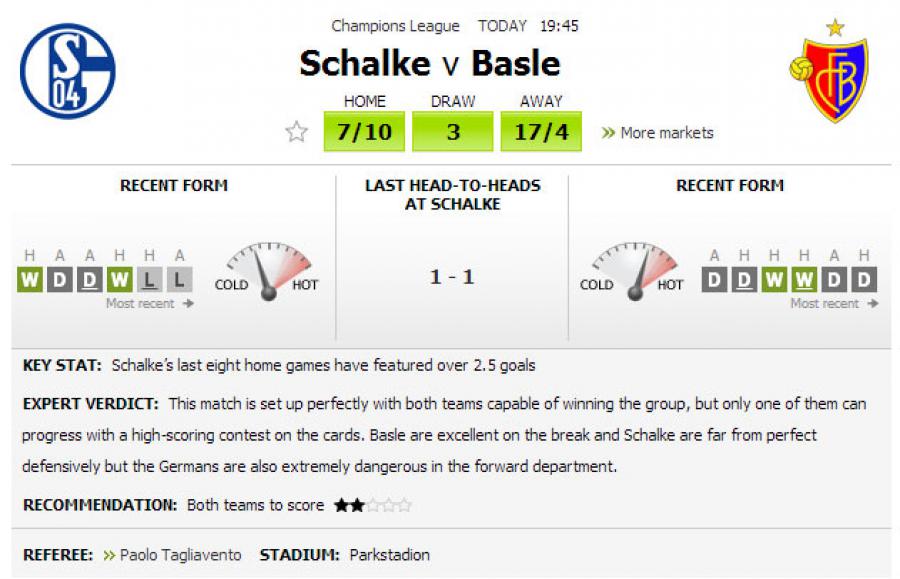 Champions League TODAY 19:45
Schalke v Basle
S
04
FCB
HOME DRAW AWAY
7/10 3 17/4 » More markets
RECENT FORM
LAST HEAD-TO-HEADS
AT SCHALKE
RECENT FORM
H A A H H A
W D D W L L
Most recent
COLD HOT
1 - 1
COLD HOT
A H H H A H
D D W W D D
Most recent
KEY STAT: Schalke's last eight home games have featured over 2.5 goals
EXPERT VERDICT: This match is set up perfectly with both teams capable of winning the group, but only one of them can
progress with a high-scoring contest on the cards. Basle are excellent on the break and Schalke are far from perfect
defensively but the Germans are also extremely dangerous in the forward department.
RECOMMENDATION: Both teams to score
REFEREE: » Paolo Tagliavento STADIUM: Parkstadion